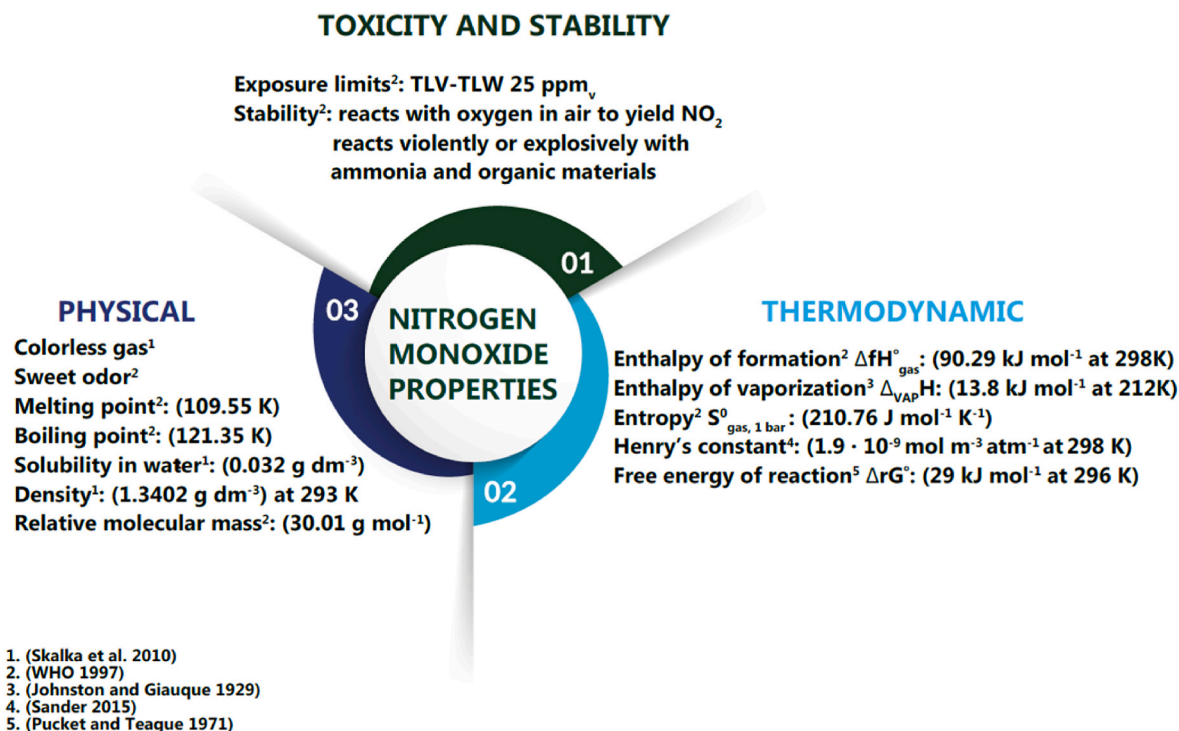 TOXICITY AND STABILITY
Exposure limits²: TLV-TLW 25 ppmᵥ
Stability²: reacts with oxygen in air to yield NO₂
reacts violently or explosively with
ammonia and organic materials
01
03
02
NITROGEN
MONOXIDE
PROPERTIES
PHYSICAL
Colorless gas¹
Sweet odor²
Melting point²: (109.55 K)
Boiling point²: (121.35 K)
Solubility in water¹: (0.032 g dm⁻³)
Density¹: (1.3402 g dm⁻³) at 293 K
Relative molecular mass²: (30.01 g mol⁻¹)
THERMODYNAMIC
Enthalpy of formation² ΔfH°gas: (90.29 kJ mol⁻¹ at 298K)
Enthalpy of vaporization³ ΔVAPH: (13.8 kJ mol⁻¹ at 212K)
Entropy² S⁰gas, 1 bar: (210.76 J mol⁻¹ K⁻¹)
Henry's constant⁴: (1.9 · 10⁻⁹ mol m⁻³ atm⁻¹ at 298 K)
Free energy of reaction⁵ ΔrG°: (29 kJ mol⁻¹ at 296 K)
1. (Skalka et al. 2010)
2. (WHO 1997)
3. (Johnston and Giauque 1929)
4. (Sander 2015)
5. (Pucket and Teague 1971)